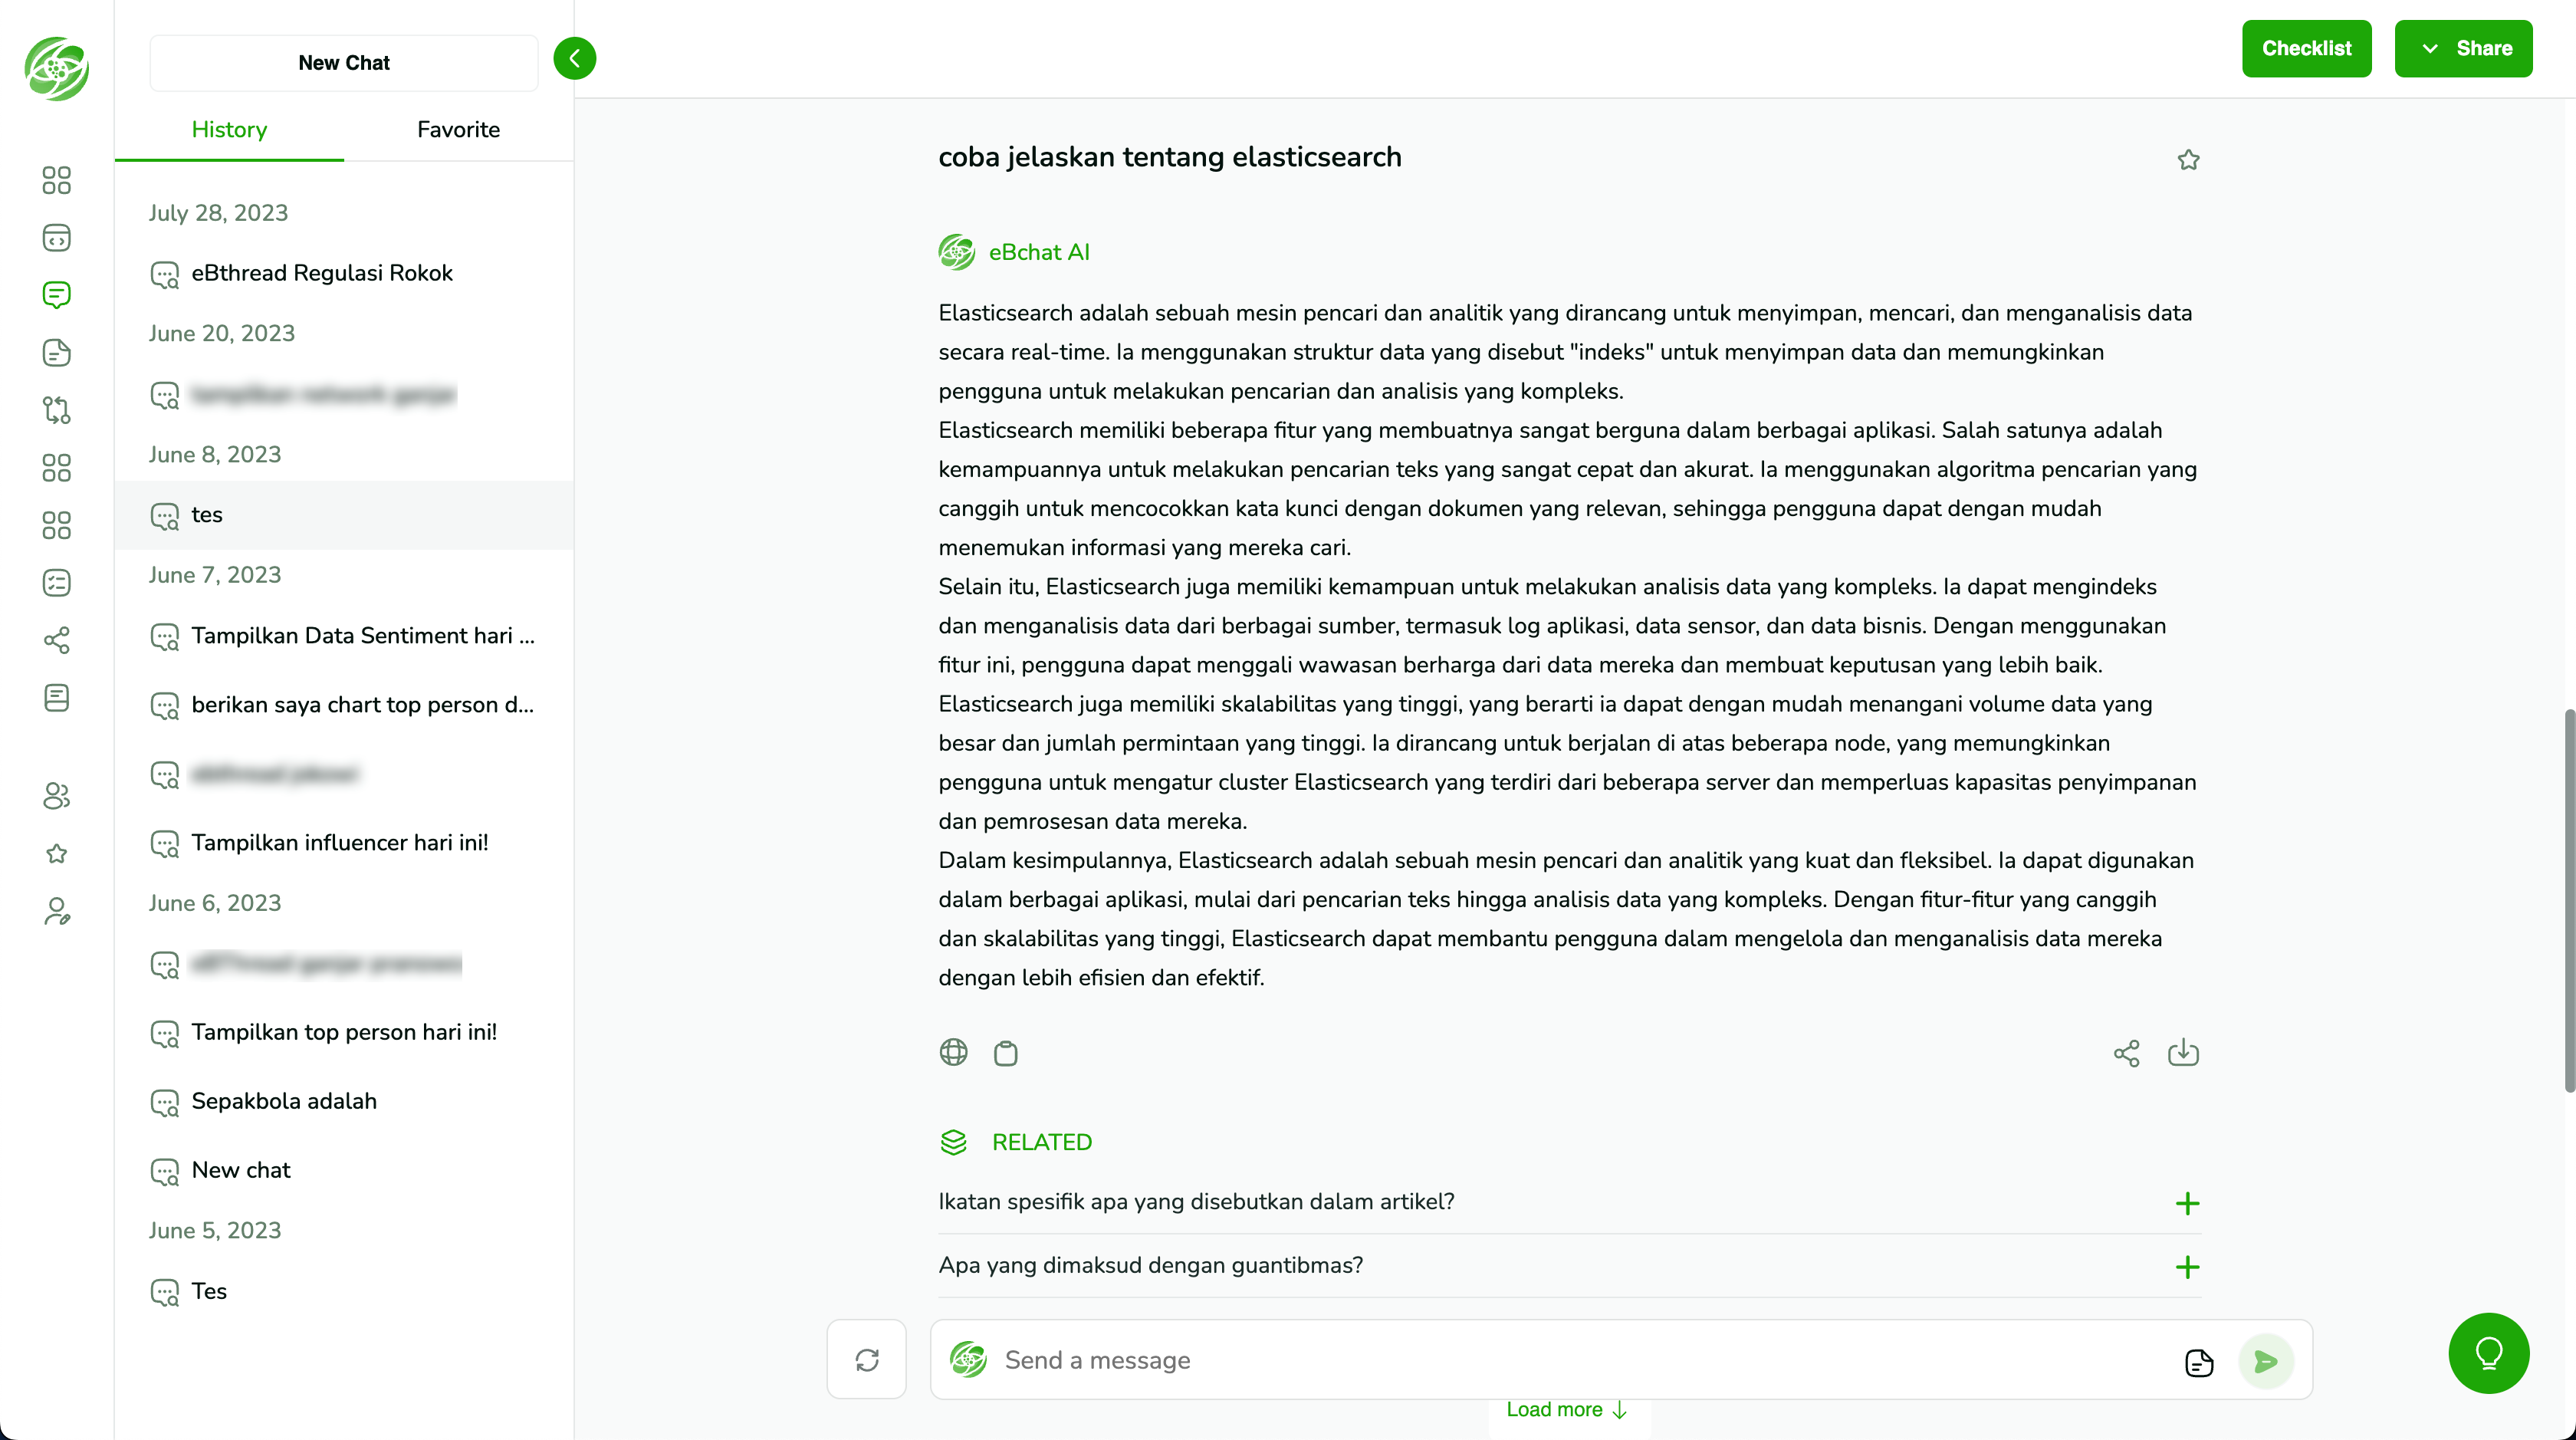 New Chat
History
Favorite
July 28, 2023
eBthread Regulasi Rokok
June 20, 2023
June 8, 2023
tes
June 7, 2023
Tampilkan Data Sentiment hari ...
berikan saya chart top person d...
Tampilkan influencer hari ini!
June 6, 2023
Tampilkan top person hari ini!
Sepakbola adalah
New chat
June 5, 2023
Tes
Checklist
Share
coba jelaskan tentang elasticsearch
eBchat AI
Elasticsearch adalah sebuah mesin pencari dan analitik yang dirancang untuk menyimpan, mencari, dan menganalisis data
secara real-time. Ia menggunakan struktur data yang disebut "indeks" untuk menyimpan data dan memungkinkan
pengguna untuk melakukan pencarian dan analisis yang kompleks.
Elasticsearch memiliki beberapa fitur yang membuatnya sangat berguna dalam berbagai aplikasi. Salah satunya adalah
kemampuannya untuk melakukan pencarian teks yang sangat cepat dan akurat. Ia menggunakan algoritma pencarian yang
canggih untuk mencocokkan kata kunci dengan dokumen yang relevan, sehingga pengguna dapat dengan mudah
menemukan informasi yang mereka cari.
Selain itu, Elasticsearch juga memiliki kemampuan untuk melakukan analisis data yang kompleks. Ia dapat mengindeks
dan menganalisis data dari berbagai sumber, termasuk log aplikasi, data sensor, dan data bisnis. Dengan menggunakan
fitur ini, pengguna dapat menggali wawasan berharga dari data mereka dan membuat keputusan yang lebih baik.
Elasticsearch juga memiliki skalabilitas yang tinggi, yang berarti ia dapat dengan mudah menangani volume data yang
besar dan jumlah permintaan yang tinggi. Ia dirancang untuk berjalan di atas beberapa node, yang memungkinkan
pengguna untuk mengatur cluster Elasticsearch yang terdiri dari beberapa server dan memperluas kapasitas penyimpanan
dan pemrosesan data mereka.
Dalam kesimpulannya, Elasticsearch adalah sebuah mesin pencari dan analitik yang kuat dan fleksibel. Ia dapat digunakan
dalam berbagai aplikasi, mulai dari pencarian teks hingga analisis data yang kompleks. Dengan fitur-fitur yang canggih
dan skalabilitas yang tinggi, Elasticsearch dapat membantu pengguna dalam mengelola dan menganalisis data mereka
dengan lebih efisien dan efektif.
RELATED
Ikatan spesifik apa yang disebutkan dalam artikel?
Apa yang dimaksud dengan guantibmas?
Send a message
Load more